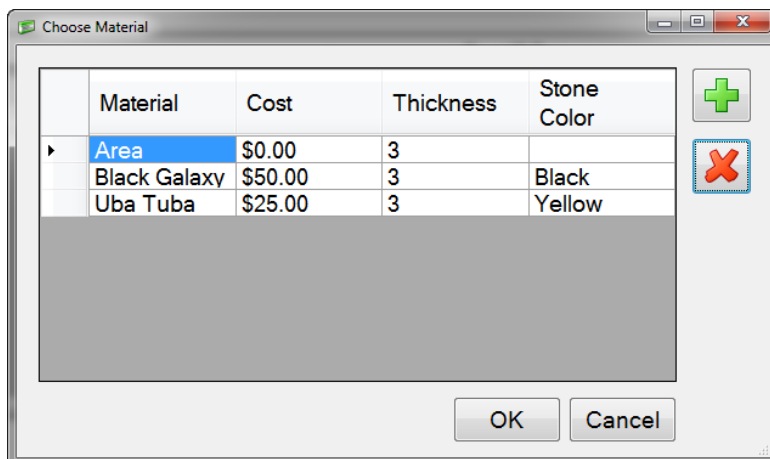 Choose Material
Material Cost Thickness Stone Color
Area $0.00 3
Black Galaxy $50.00 3 Black
Uba Tuba $25.00 3 Yellow
OK Cancel